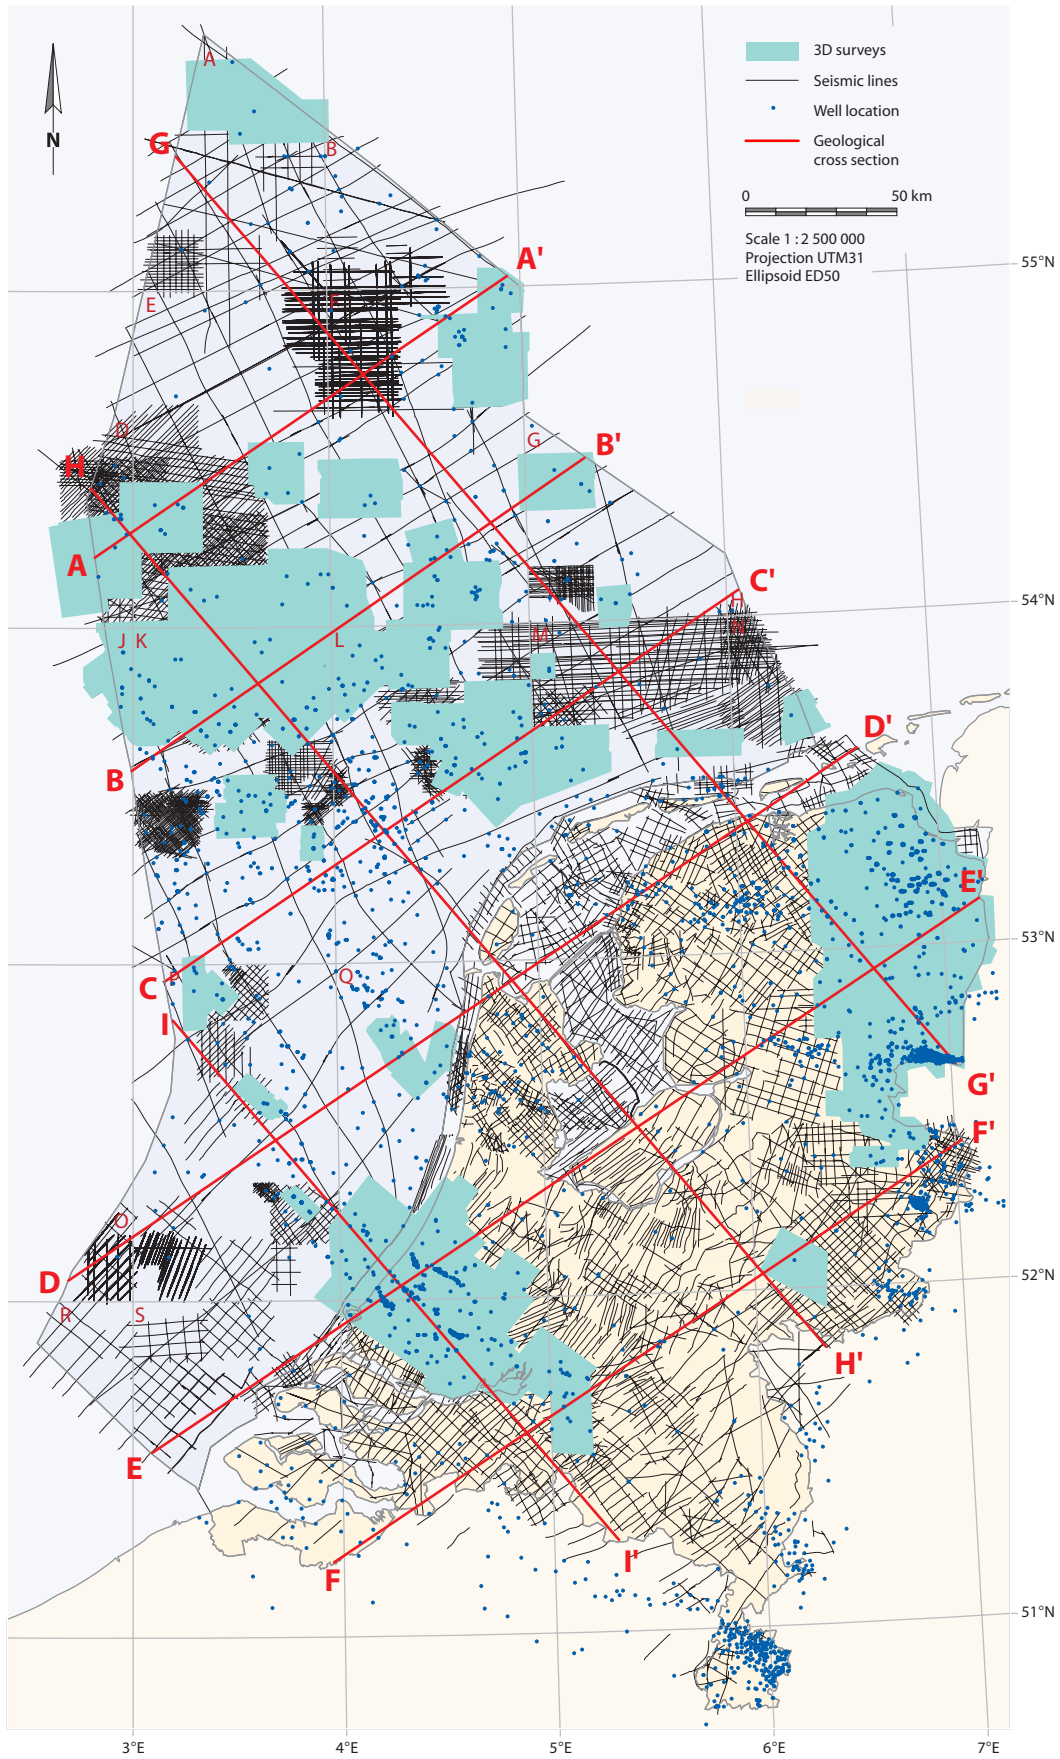 3D surveys
Seismic lines
Well location
Geological
cross section
0 50 km
Scale 1 : 2 500 000
Projection UTM31
Ellipsoid ED50
N
A
G
B
A'
55°N
E
F
D
G
B'
H
A
C'
H
54°N
J K L M N
D'
B
E'
53°N
C P Q
I
G'
F'
O
D
52°N
R S
H'
E
I'
F
51°N
3°E 4°E 5°E 6°E 7°E